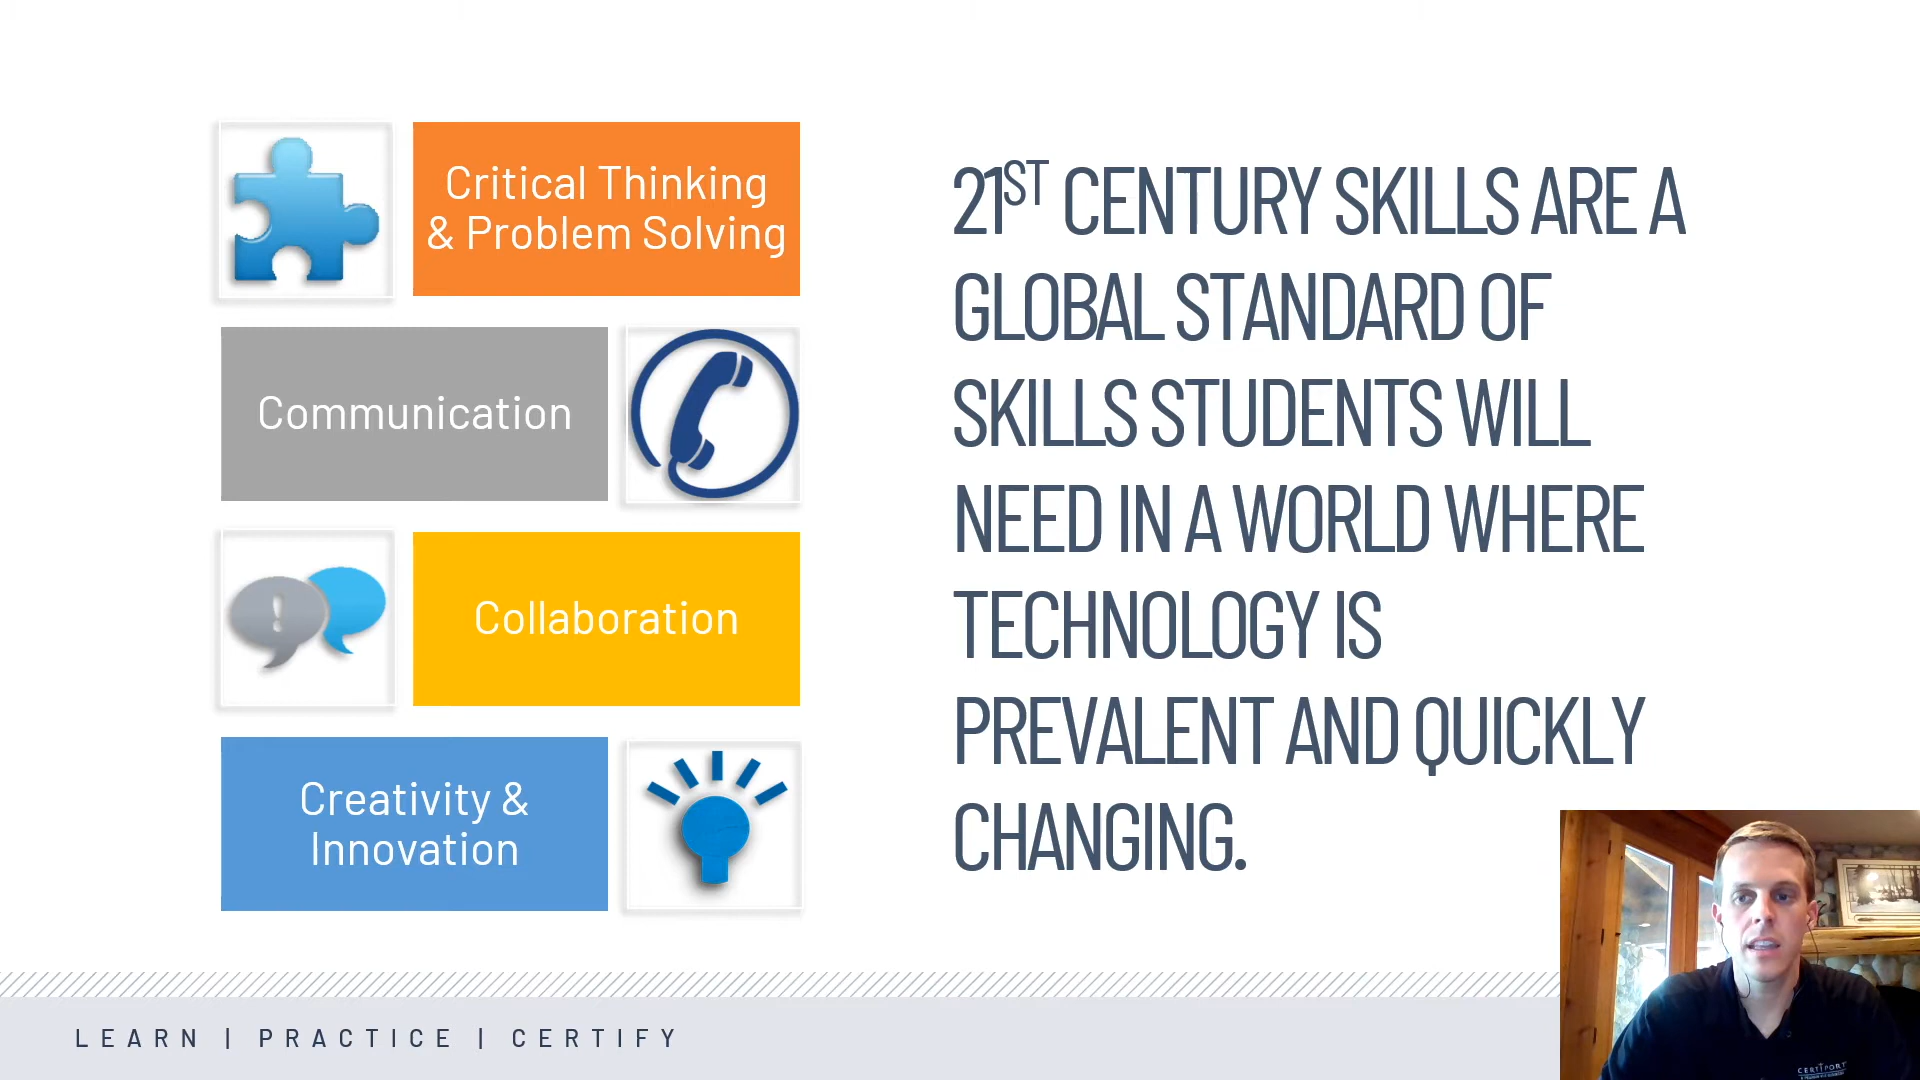 Critical Thinking
& Problem Solving
Communication
Collaboration
Creativity &
Innovation
21ST CENTURY SKILLS ARE A
GLOBAL STANDARD OF
SKILLS STUDENTS WILL
NEED IN A WORLD WHERE
TECHNOLOGY IS
PREVALENT AND QUICKLY
CHANGING.
LEARN | PRACTICE | CERTIFY
CERTIPORT